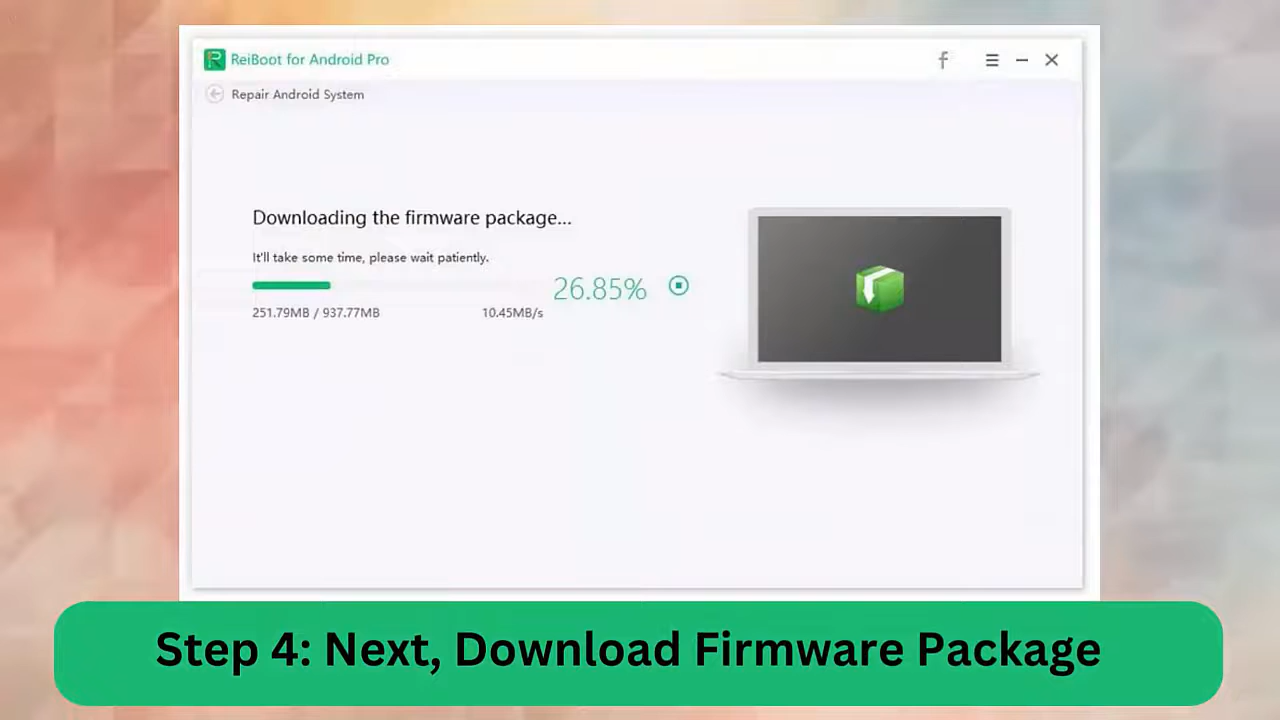 ReiBoot for Android Pro
Repair Android System
Downloading the firmware package...
It'll take some time, please wait patiently.
26.85%
251.79MB / 937.77MB 10.45MB/s
Step 4: Next, Download Firmware Package